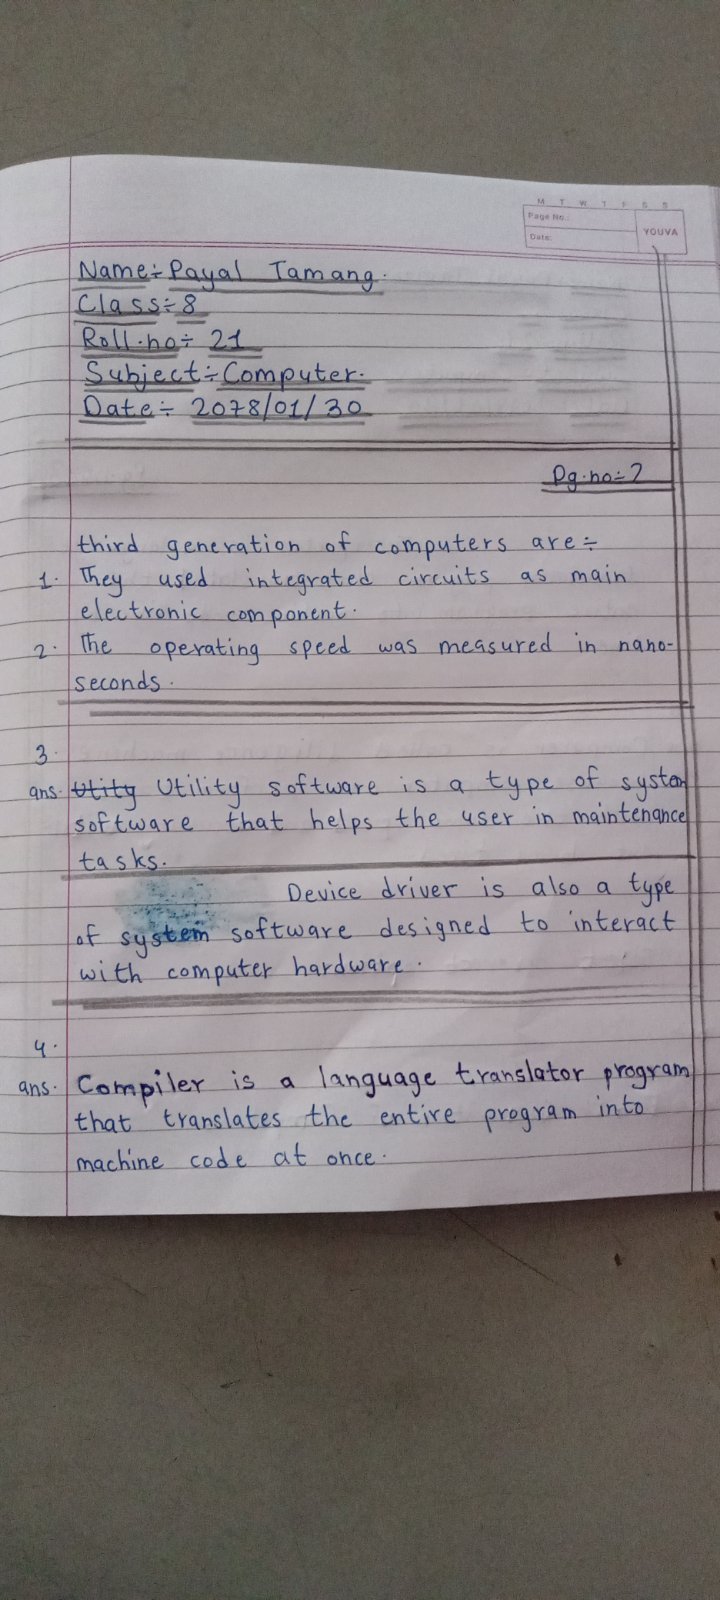 M T W T F S S
Page No.:
Date:
YOUVA
Name÷ Payal Tamang.
Class÷ 8
Roll.no÷ 21
Subject÷ Computer.
Date÷ 2078/01/30
Pg.no÷2
third generation of computers are÷
1. They used integrated circuits as main
electronic component.
2. The operating speed was measured in nano-
seconds.
3.
ans. Utity Utility software is a type of system
software that helps the user in maintenance
tasks.
Device driver is also a type
of system software designed to interact
with computer hardware.
4.
ans. Compiler is a language translator program
that translates the entire program into
machine code at once.